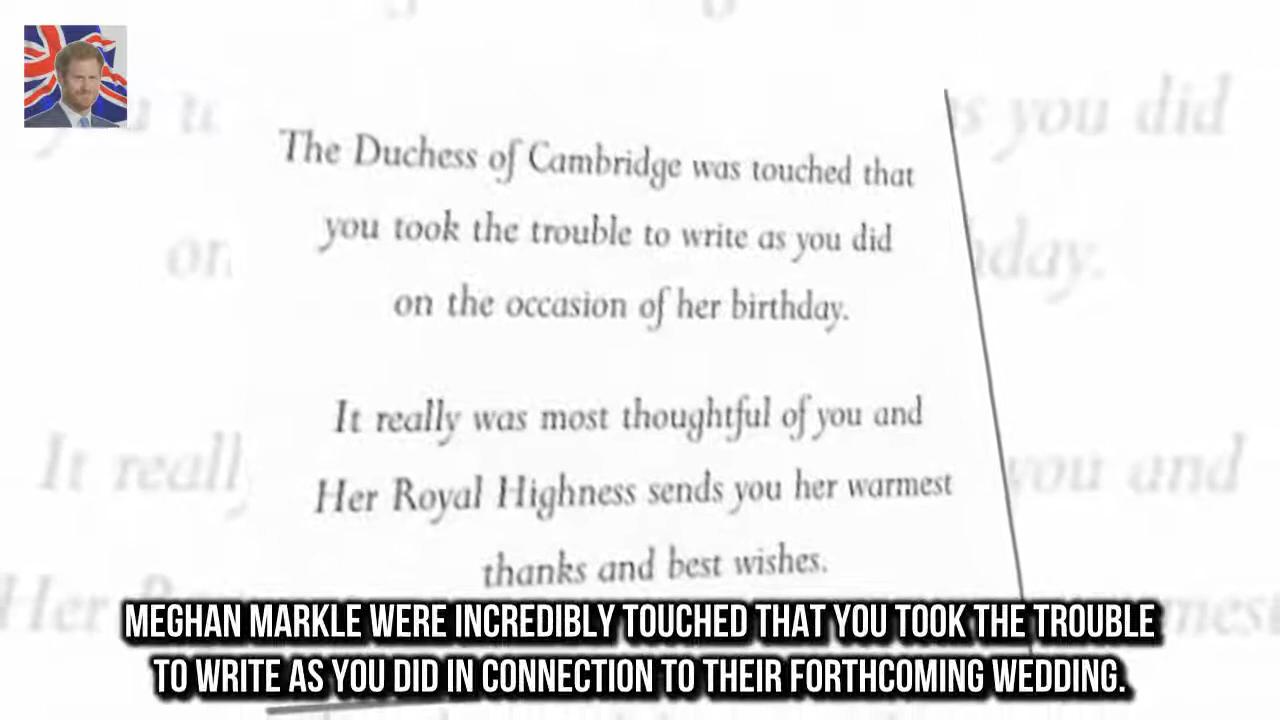 The Duchess of Cambridge was touched that
you took the trouble to write as you did
on the occasion of her birthday.
It really was most thoughtful of you and
Her Royal Highness sends you her warmest
thanks and best wishes.
MEGHAN MARKLE WERE INCREDIBLY TOUCHED THAT YOU TOOK THE TROUBLE
TO WRITE AS YOU DID IN CONNECTION TO THEIR FORTHCOMING WEDDING.